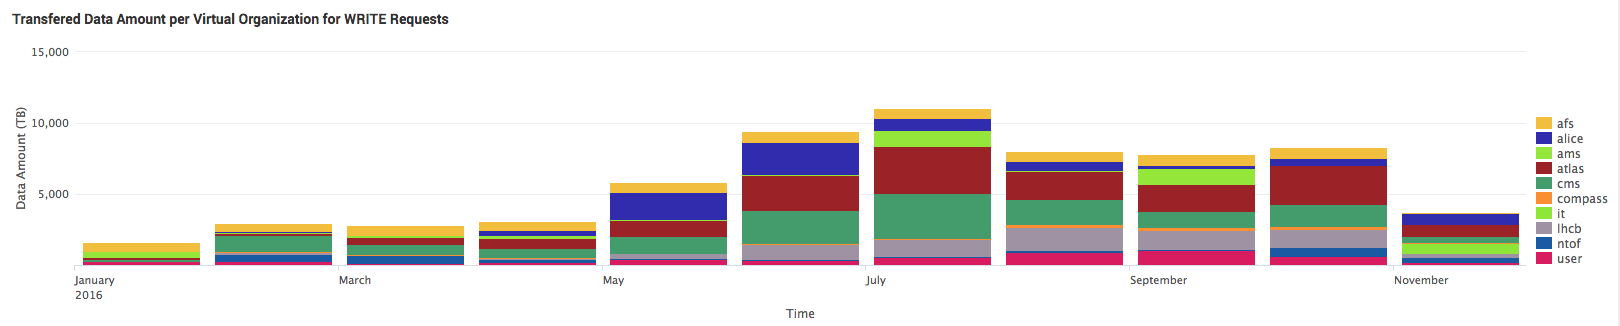 Transfered Data Amount per Virtual Organization for WRITE Requests
15,000
10,000
5,000
Data Amount (TB)
January
2016
March
May
July
September
November
Time
afs
alice
ams
atlas
cms
compass
it
lhcb
ntof
user